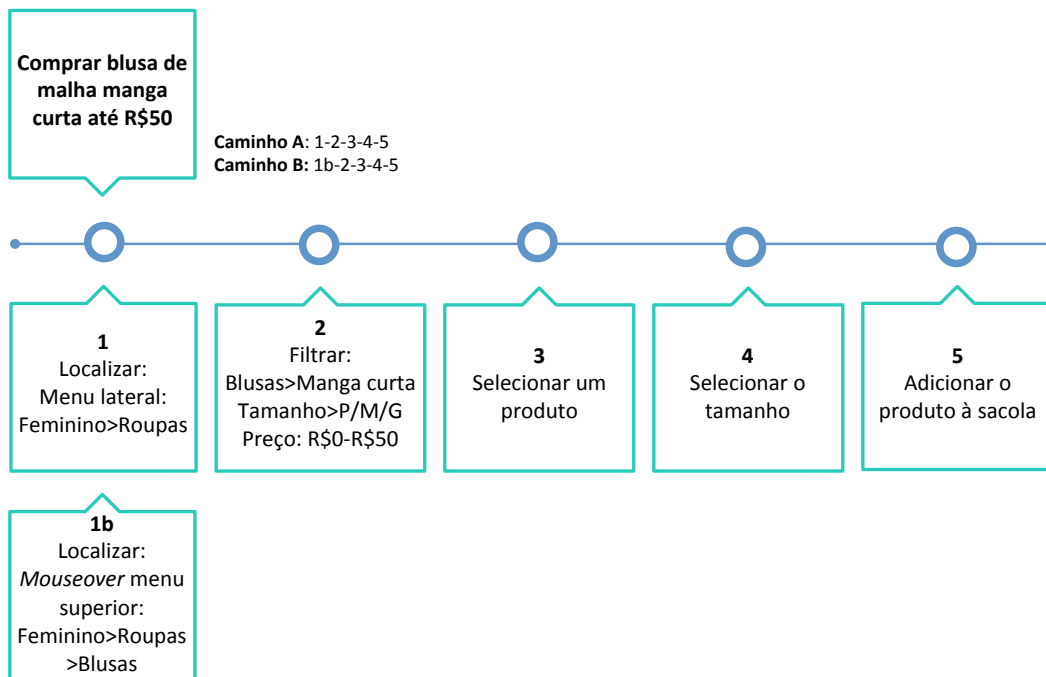 Comprar blusa de
malha manga
curta até R$50
Caminho A: 1-2-3-4-5
Caminho B: 1b-2-3-4-5
1
Localizar:
Menu lateral:
Feminino>Roupas
2
Filtrar:
Blusas>Manga curta
Tamanho>P/M/G
Preço: R$0-R$50
3
Selecionar um
produto
4
Selecionar o
tamanho
5
Adicionar o
produto à sacola
1b
Localizar:
Mouseover menu
superior:
Feminino>Roupas
>Blusas